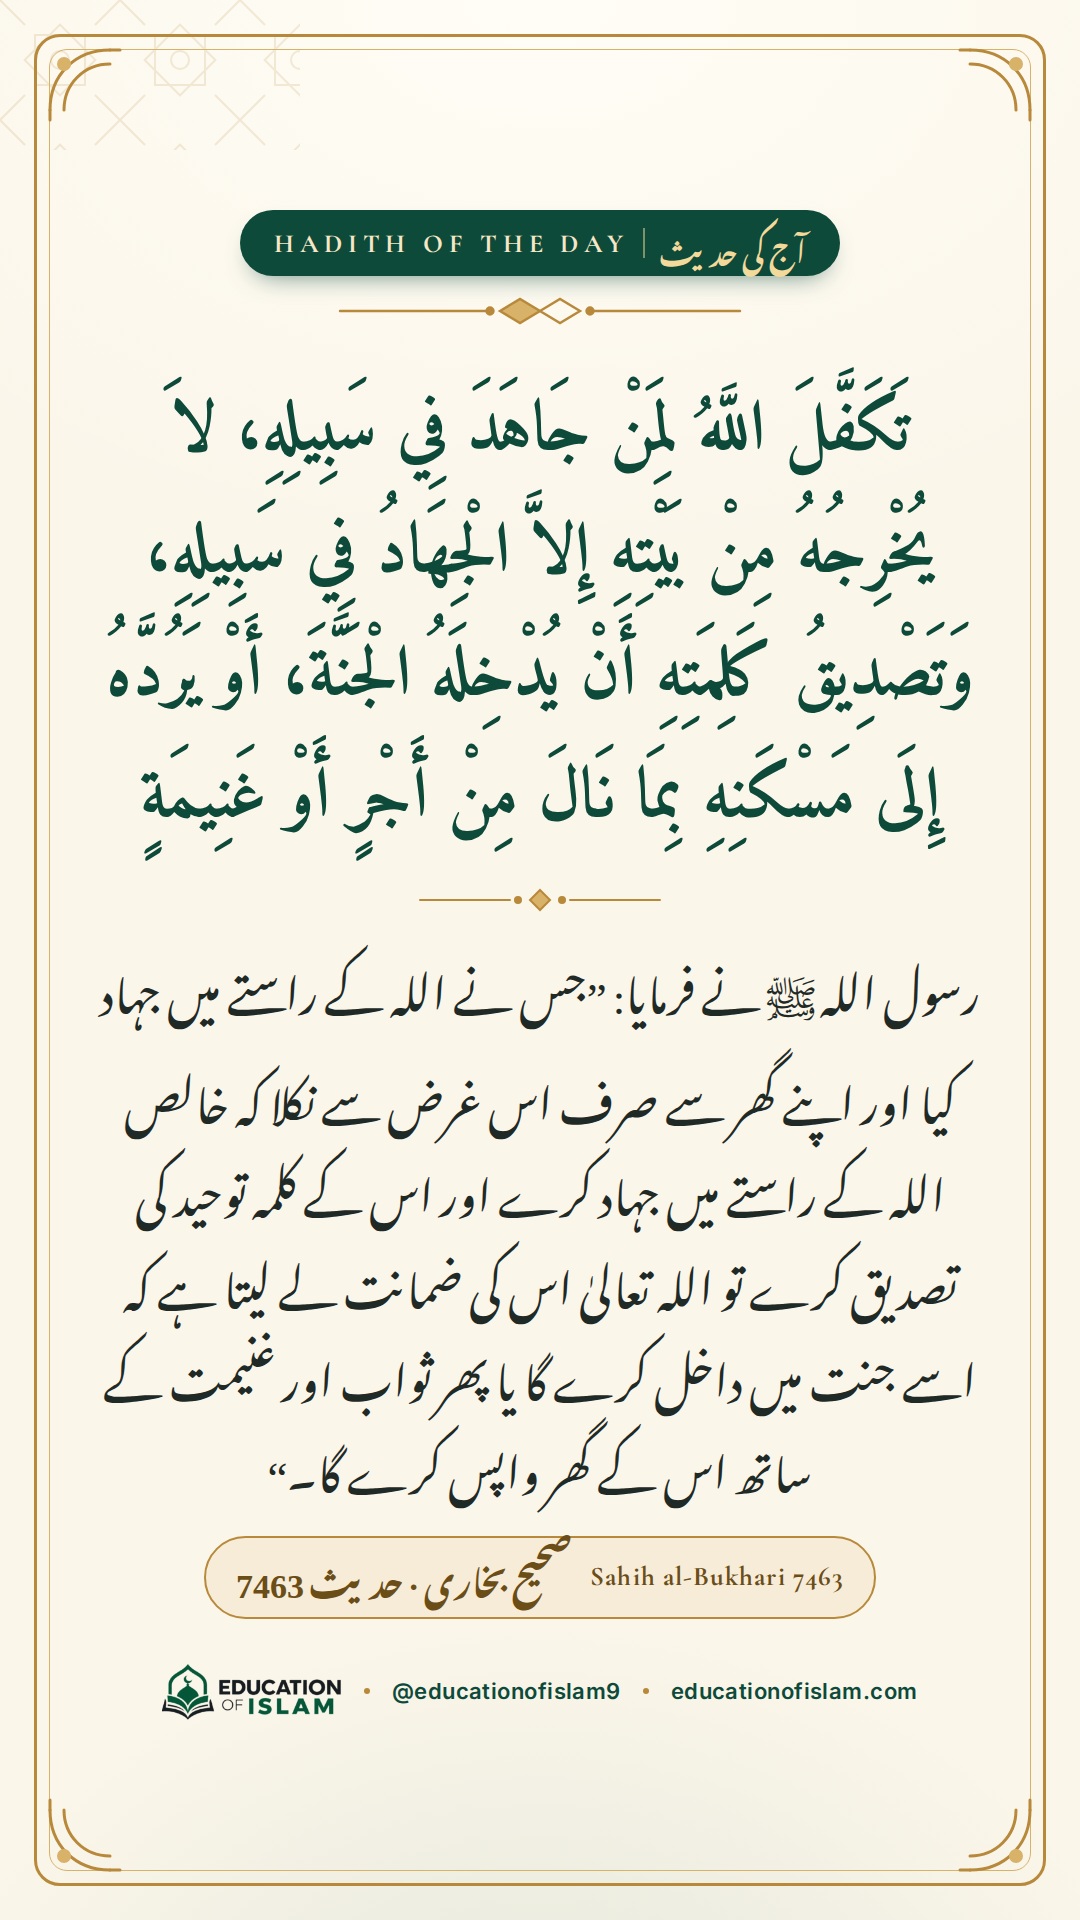 HADITH OF THE DAY | آج کی حدیث
تَكَفَّلَ اللَّهُ لِمَنْ جَاهَدَ فِي سَبِيلِهِ، لاَ
يُخْرِجُهُ مِنْ بَيْتِهِ إِلاَّ الْجِهَادُ فِي سَبِيلِهِ،
وَتَصْدِيقُ كَلِمَتِهِ أَنْ يُدْخِلَهُ الْجَنَّةَ، أَوْ يَرُدَّهُ
إِلَى مَسْكَنِهِ بِمَا نَالَ مِنْ أَجْرٍ أَوْ غَنِيمَةٍ
رسول اللہ ﷺ نے فرمایا: ”جس نے اللہ کے راستے میں جہاد
کیا اور اپنے گھر سے صرف اس غرض سے نکلا کہ خالص
اللہ کے راستے میں جہاد کرے اور اس کے کلمہ توحید کی
تصدیق کرے تو اللہ تعالیٰ اس کی ضمانت لے لیتا ہے کہ
اسے جنت میں داخل کرے گا یا پھر ثواب اور غنیمت کے
ساتھ اس کے گھر واپس کرے گا۔“
صحیح بخاری · حدیث 7463 Sahih al-Bukhari 7463
EDUCATION OF ISLAM • @educationofislam9 • educationofislam.com